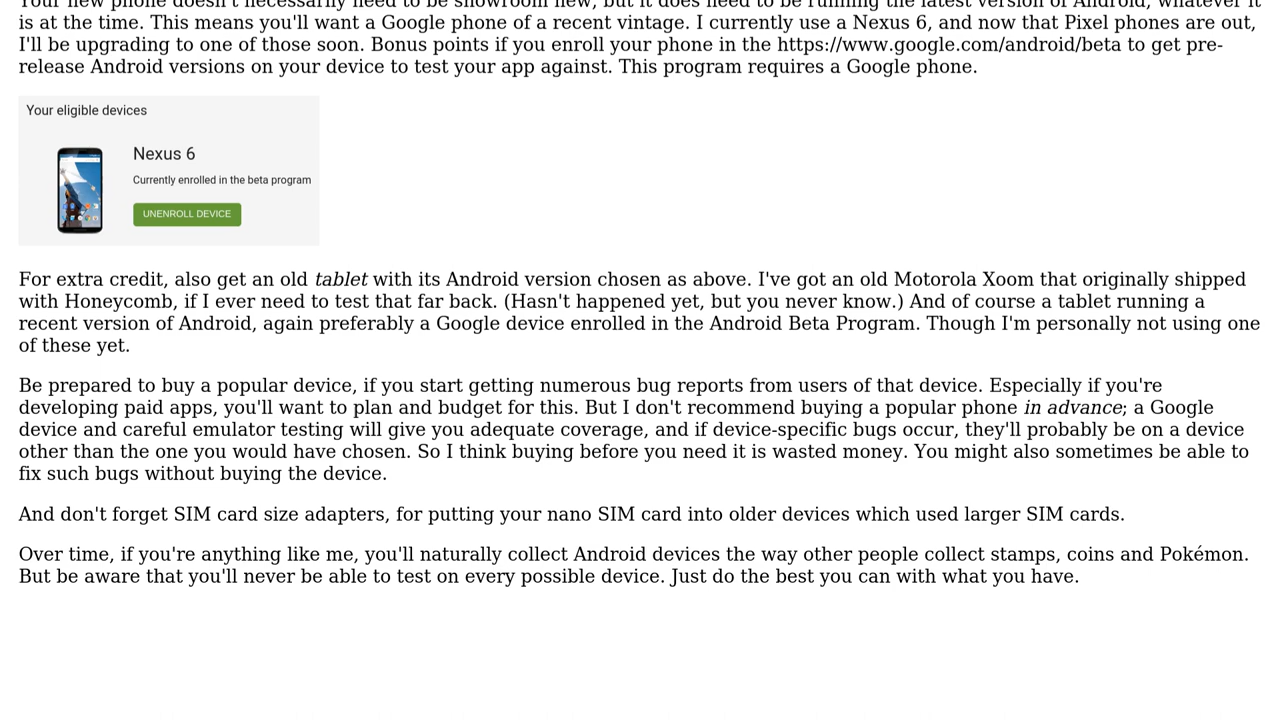 Your new phone doesn't necessarily need to be showroom new, but it does need to be running the latest version of Android, whatever it
is at the time. This means you'll want a Google phone of a recent vintage. I currently use a Nexus 6, and now that Pixel phones are out,
I'll be upgrading to one of those soon. Bonus points if you enroll your phone in the https://www.google.com/android/beta to get pre-
release Android versions on your device to test your app against. This program requires a Google phone.
Your eligible devices
Nexus 6
Currently enrolled in the beta program
UNENROLL DEVICE
For extra credit, also get an old tablet with its Android version chosen as above. I've got an old Motorola Xoom that originally shipped
with Honeycomb, if I ever need to test that far back. (Hasn't happened yet, but you never know.) And of course a tablet running a
recent version of Android, again preferably a Google device enrolled in the Android Beta Program. Though I'm personally not using one
of these yet.
Be prepared to buy a popular device, if you start getting numerous bug reports from users of that device. Especially if you're
developing paid apps, you'll want to plan and budget for this. But I don't recommend buying a popular phone in advance; a Google
device and careful emulator testing will give you adequate coverage, and if device-specific bugs occur, they'll probably be on a device
other than the one you would have chosen. So I think buying before you need it is wasted money. You might also sometimes be able to
fix such bugs without buying the device.
And don't forget SIM card size adapters, for putting your nano SIM card into older devices which used larger SIM cards.
Over time, if you're anything like me, you'll naturally collect Android devices the way other people collect stamps, coins and Pokémon.
But be aware that you'll never be able to test on every possible device. Just do the best you can with what you have.